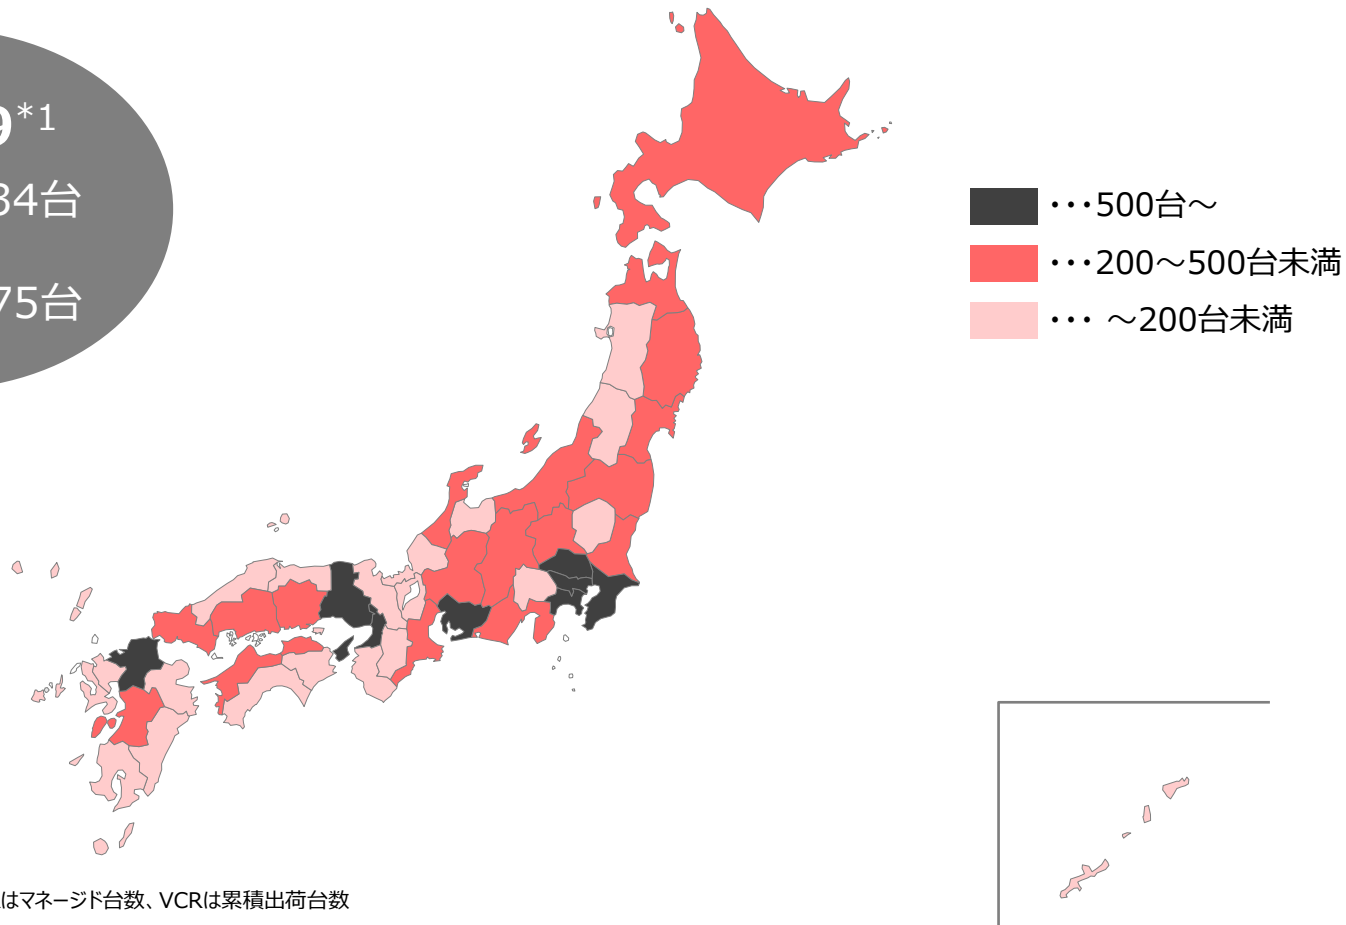 9*1
34台
75台
・・・500台～
・・・200～500台未満
・・・ ～200台未満
はマネージド台数、VCRは累積出荷台数